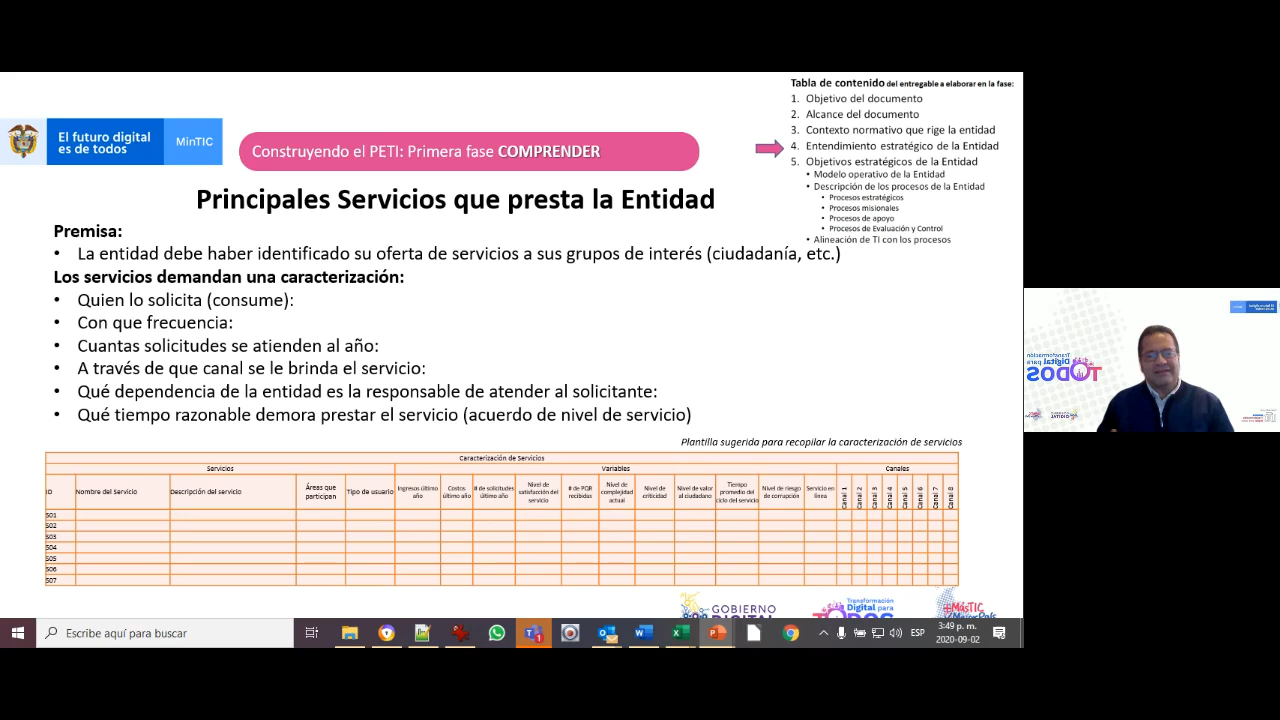 Tabla de contenido del entregable a elaborar en la fase:
1. Objetivo del documento
2. Alcance del documento
3. Contexto normativo que rige la entidad
4. Entendimiento estratégico de la Entidad
5. Objetivos estratégicos de la Entidad
• Modelo operativo de la Entidad
• Descripción de los procesos de la Entidad
• Procesos estratégicos
• Procesos misionales
• Procesos de apoyo
• Procesos de Evaluación y Control
• Alineación de TI con los procesos
El futuro digital
es de todos
MinTIC
Construyendo el PETI: Primera fase COMPRENDER
Principales Servicios que presta la Entidad
Premisa:
• La entidad debe haber identificado su oferta de servicios a sus grupos de interés (ciudadanía, etc.)
Los servicios demandan una caracterización:
• Quien lo solicita (consume):
• Con que frecuencia:
• Cuantas solicitudes se atienden al año:
• A través de que canal se le brinda el servicio:
• Qué dependencia de la entidad es la responsable de atender al solicitante:
• Qué tiempo razonable demora prestar el servicio (acuerdo de nivel de servicio)
Plantilla sugerida para recopilar la caracterización de servicios
Caracterización de Servicios
Servicios Variables Canales
ID Nombre del Servicio Descripción del servicio Áreas que participan Tipo de usuario Ingresos último año Costos último año # de solicitudes último año Nivel de satisfacción del servicio # de PQR recibidas Nivel de complejidad actual Nivel de criticidad Nivel de valor al ciudadano Tiempo promedio del ciclo del servicio Nivel de riesgo de corrupción Servicio en línea Canal 1 Canal 2 Canal 3 Canal 4 Canal 5 Canal 6 Canal 7 Canal 8
S01
S02
S03
S04
S05
S06
S07
GOBIERNO
DIGITAL
Transformación
Digital para
TODOS
+MásTIC
+MejorPaís
Transformación
Digital para
TODOS
Escribe aquí para buscar
ESP
3:49 p. m.
2020-09-02